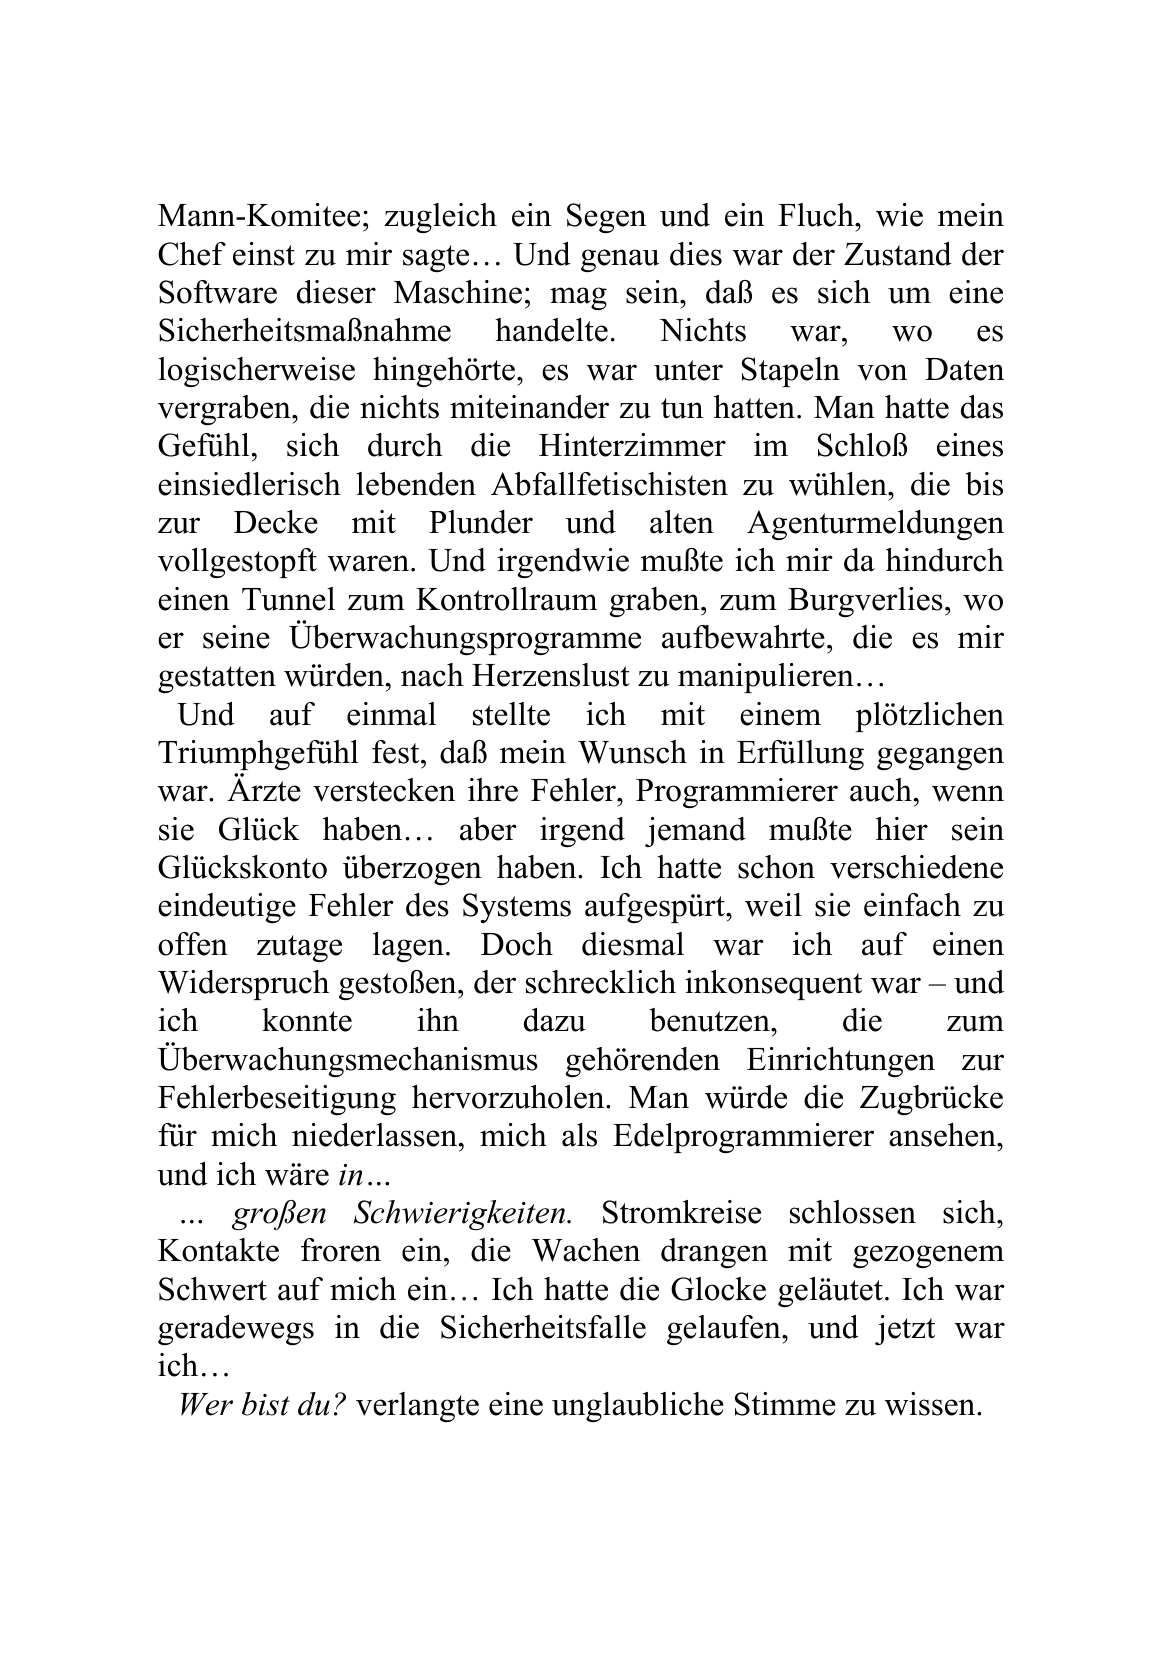 Mann-Komitee; zugleich ein Segen und ein Fluch, wie mein
Chef einst zu mir sagte… Und genau dies war der Zustand der
Software dieser Maschine; mag sein, daß es sich um eine
Sicherheitsmaßnahme handelte. Nichts war, wo es
logischerweise hingehörte, es war unter Stapeln von Daten
vergraben, die nichts miteinander zu tun hatten. Man hatte das
Gefühl, sich durch die Hinterzimmer im Schloß eines
einsiedlerisch lebenden Abfallfetischisten zu wühlen, die bis
zur Decke mit Plunder und alten Agenturmeldungen
vollgestopft waren. Und irgendwie mußte ich mir da hindurch
einen Tunnel zum Kontrollraum graben, zum Burgverlies, wo
er seine Überwachungsprogramme aufbewahrte, die es mir
gestatten würden, nach Herzenslust zu manipulieren…
Und auf einmal stellte ich mit einem plötzlichen
Triumphgefühl fest, daß mein Wunsch in Erfüllung gegangen
war. Ärzte verstecken ihre Fehler, Programmierer auch, wenn
sie Glück haben… aber irgend jemand mußte hier sein
Glückskonto überzogen haben. Ich hatte schon verschiedene
eindeutige Fehler des Systems aufgespürt, weil sie einfach zu
offen zutage lagen. Doch diesmal war ich auf einen
Widerspruch gestoßen, der schrecklich inkonsequent war – und
ich konnte ihn dazu benutzen, die zum
Überwachungsmechanismus gehörenden Einrichtungen zur
Fehlerbeseitigung hervorzuholen. Man würde die Zugbrücke
für mich niederlassen, mich als Edelprogrammierer ansehen,
und ich wäre in…
… großen Schwierigkeiten. Stromkreise schlossen sich,
Kontakte froren ein, die Wachen drangen mit gezogenem
Schwert auf mich ein… Ich hatte die Glocke geläutet. Ich war
geradewegs in die Sicherheitsfalle gelaufen, und jetzt war
ich…
Wer bist du? verlangte eine unglaubliche Stimme zu wissen.